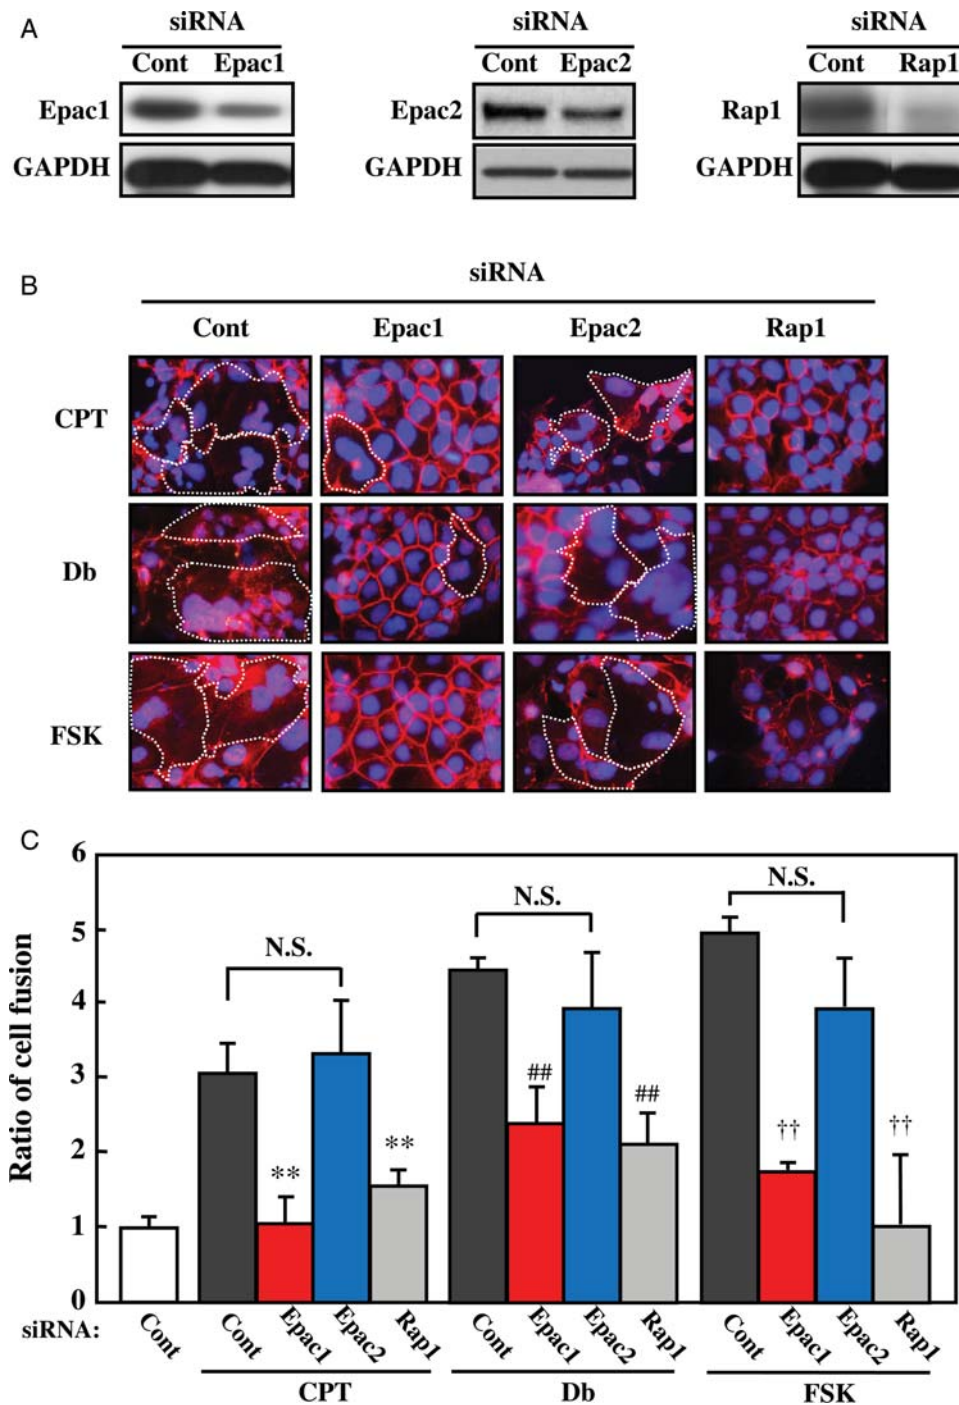 A
siRNA
siRNA
siRNA
Cont Epac1
Cont Epac2
Cont Rap1
Epac1
Epac2
Rap1
GAPDH
GAPDH
GAPDH
B
siRNA
Cont Epac1 Epac2 Rap1
CPT
Db
FSK
C
Ratio of cell fusion
6
5
4
3
2
1
0
N.S.
N.S.
N.S.
**
**
##
##
††
††
siRNA:
Cont
Cont Epac1 Epac2 Rap1
Cont Epac1 Epac2 Rap1
Cont Epac1 Epac2 Rap1
CPT Db FSK